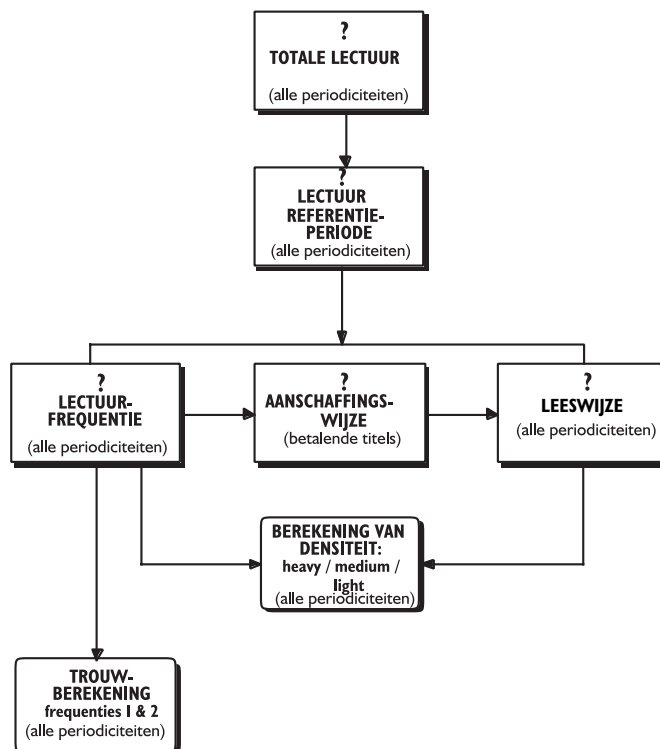 ?
TOTALE LECTUUR
(alle periodiciteiten)
?
LECTUUR
REFERENTIE-
PERIODE
(alle periodiciteiten)
?
LECTUUR-
FREQUENTIE
(alle periodiciteiten)
?
AANSCHAFFINGS-
WIJZE
(betalende titels)
?
LEESWIJZE
(alle periodiciteiten)
BEREKENING VAN
DENSITEIT:
heavy / medium /
light
(alle periodiciteiten)
TROUW-
BEREKENING
frequenties 1 & 2
(alle periodiciteiten)